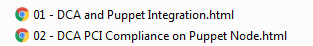 01 - DCA and Puppet Integration.html
02 - DCA PCI Compliance on Puppet Node.html